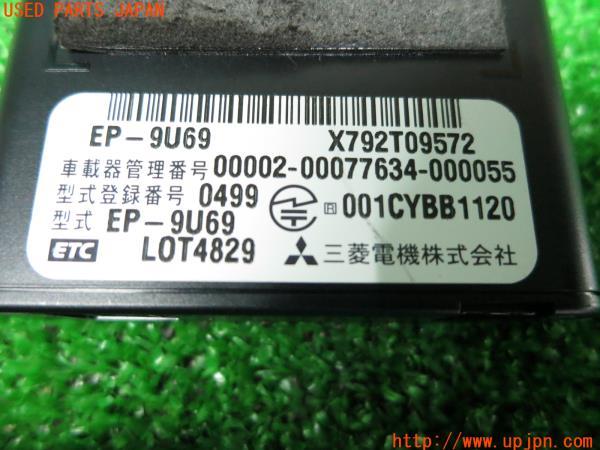 USED PARTS JAPAN
EP-9U69 X792T09572
車載器管理番号 00002-00077634-000055
型式登録番号 0499
型式 EP-9U69 R 001CYBB1120
ETC LOT4829 三菱電機株式会社
http://www.upjpn.com/